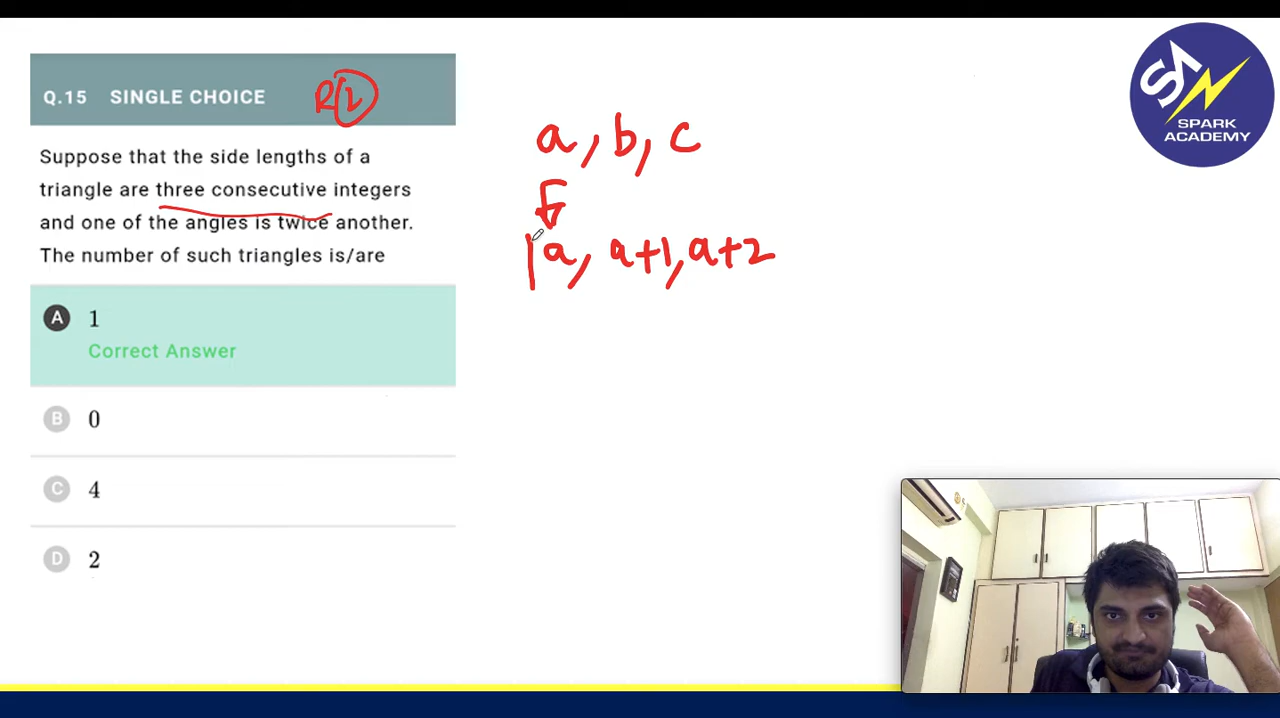 Q.15 SINGLE CHOICE R(2)
Suppose that the side lengths of a
triangle are three consecutive integers
and one of the angles is twice another.
The number of such triangles is/are
A 1
Correct Answer
B 0
C 4
D 2
a, b, c
a, a+1, a+2
SPARK
ACADEMY